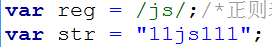 var reg = /js/;/*正则
var str = "11js111";